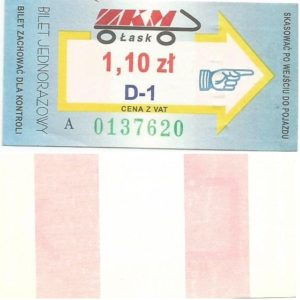 BILET ZACHOWAĆ DLA KONTROLI
BILET JEDNORAZOWY
ZKM
Łask
1,10 zł
D-1
CENA Z VAT
A 0137620
SKASOWAĆ PO WEJŚCIU DO POJAZDU